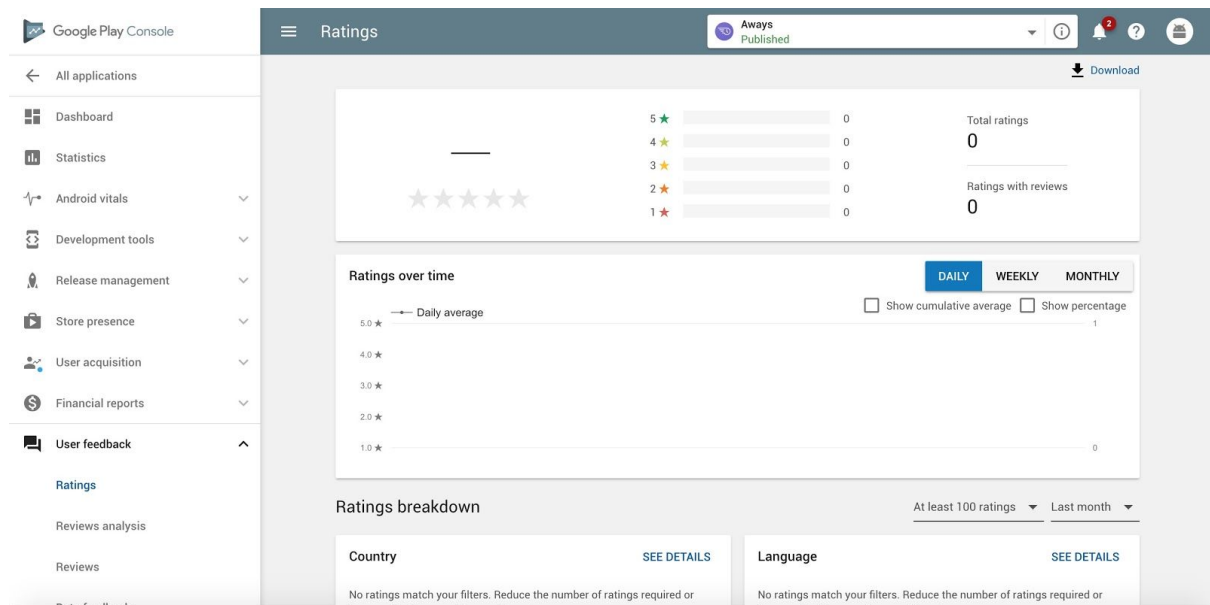 Google Play Console
Ratings
Aways
Published
2
All applications
Download
Dashboard
Statistics
Android vitals
Development tools
Release management
Store presence
User acquisition
Financial reports
User feedback
Ratings
Reviews analysis
Reviews
5 ★ 0
4 ★ 0
3 ★ 0
2 ★ 0
1 ★ 0
Total ratings
0
Ratings with reviews
0
Ratings over time
DAILY WEEKLY MONTHLY
Show cumulative average Show percentage
Daily average
5.0 ★ 1
4.0 ★
3.0 ★
2.0 ★
1.0 ★ 0
Ratings breakdown
At least 100 ratings Last month
Country SEE DETAILS
No ratings match your filters. Reduce the number of ratings required or
Language SEE DETAILS
No ratings match your filters. Reduce the number of ratings required or